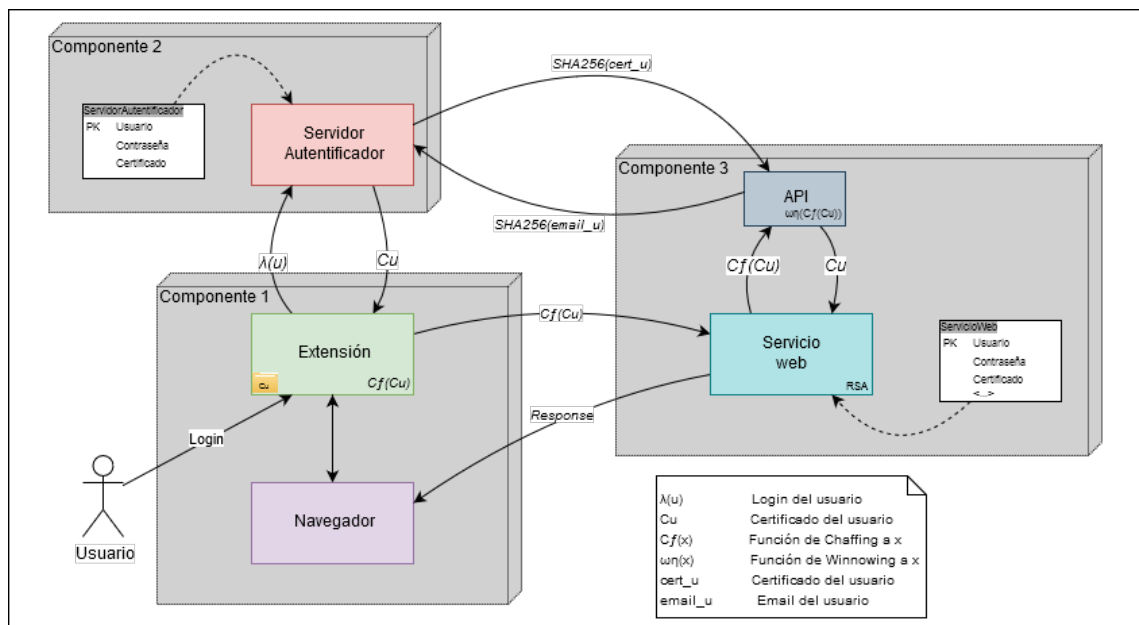 Componente 2
SHA256(cert_u)
ServidorAutentificador
PK Usuario
Contraseña
Certificado
Servidor
Autentificador
Componente 3
API
ωη(Cƒ(Cu))
SHA256(email_u)
λ(u)
Cu
Cƒ(Cu)
Cu
Componente 1
Cƒ(Cu)
Extensión
cu
Cƒ(Cu)
Servicio
web
RSA
ServicioWeb
PK Usuario
Contraseña
Certificado
<...>
Response
Login
Navegador
Usuario
λ(u) Login del usuario
Cu Certificado del usuario
Cƒ(x) Función de Chaffing a x
ωη(x) Función de Winnowing a x
cert_u Certificado del usuario
email_u Email del usuario